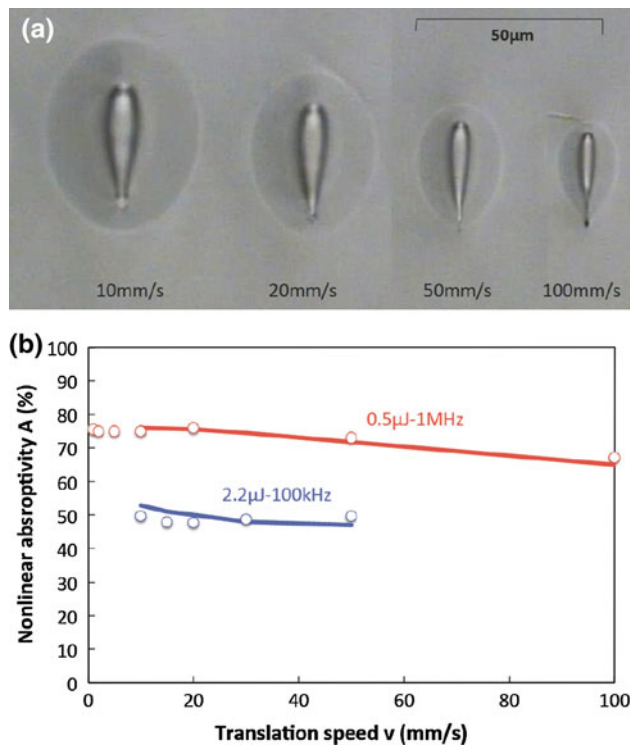 (a)
50μm
10mm/s 20mm/s 50mm/s 100mm/s
(b)
100
90
80
70
60
50
40
30
20
10
0
Nonlinear absroptivity A (%)
0.5μJ-1MHz
2.2μJ-100kHz
0 20 40 60 80 100
Translation speed v (mm/s)